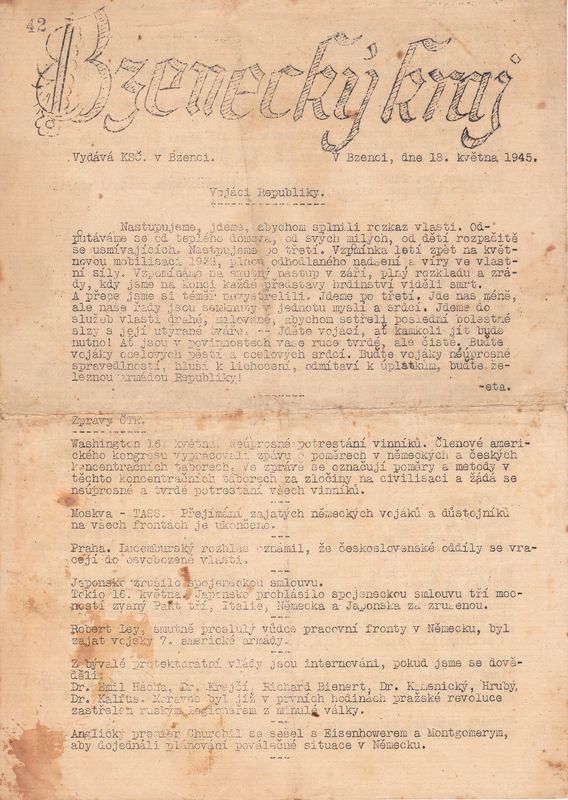 42
Bzenecký kraj
Vydává KSČ. v Bzenci. V Bzenci, dne 18. května 1945.
Vojáci Republiky.
Nastupujeme, jdeme, abychom splnili rozkaz vlasti. Od-
putáváme se od teplého domova, od svých milých, od dětí rozpačitě
se usmívajících. Nastpujeme po třetí. Vzpomínka letí zpět na květ-
novou mobilisaci 1938, plnou odhodlaného nadšení a víry ve vlast-
ní síly. Vzpomínáme na smutný nástup v září, plný rozkladu a zrá-
dy, kdy jsme na konci každé představy hrdinství viděli smrt.
A přece jsme si téměř nevystřelili. Jdeme po třetí. Jde nás méně,
ale naše řady jsou semknuty v jednotu myslí a srdcí. Jdeme do
služeb vlasti drahé, milované, abychom setřeli poslední bolestné
slzy s její utýrané tváře. -- Jděte vojáci, ať kamkoli jít bude
nutno! Ať jsou v povinnostech vaše ruce tvrdé, ale čisté. Buďte
vojáky ocelových pěstí a ocelových srdcí. Buďte vojáky neúprosné
spravedlností, hluší k lichocení, odmítaví k úplatkům, buďte že-
leznou armádou Republiky!
-eta.
Zprávy ČTK.
Washington 16. května. Neúprosné potrestání vinníků. Členové ameri-
ckého kongresu vypracovali zprávu o poměrech v německých a českých
koncentračních táborech. Ve zprávě se označují poměry a metody v
těchto koncentračních táborech za zločiny na civilisaci a žádá se
neúprosné a tvrdé potrestání všech vinníků.
Moskva - TASS. Přejímání zajatých německých vojáků a důstojníků
na všech frontách je ukončeno.
Praha. Lucemburský rozhlas oznámil, že československé oddíly se vra-
cejí do osvobozené vlasti.
Japonsko zrušilo spojeneckou smlouvu.
Tokio 16. května. Japonsko prohlásilo spojeneckou smlouvu tří moc-
ností zvaný Pakt tří, Italie, Německa a Japonska za zrušenou.
Robert Ley, smutně proslulý vůdce pracovní fronty v Německu, byl
zajat vojsky 7. americké armády.
Z bývalé protektorátní vlády jsou internováni, pokud jsme se dově-
děli:
Dr. Emil Hácha, Dr. Krejčí, Richard Bienert, Dr. Kamenický, Hrubý,
Dr. Kalfus. Moravec byl již v prvních hodinách pražské revoluce
zastřelen ruským legionářem z minulé války.
Anglický premier Churchil se sešel s Eisenhowerem a Montgomerym,
aby dojednali plánování poválečné situace v Německu.